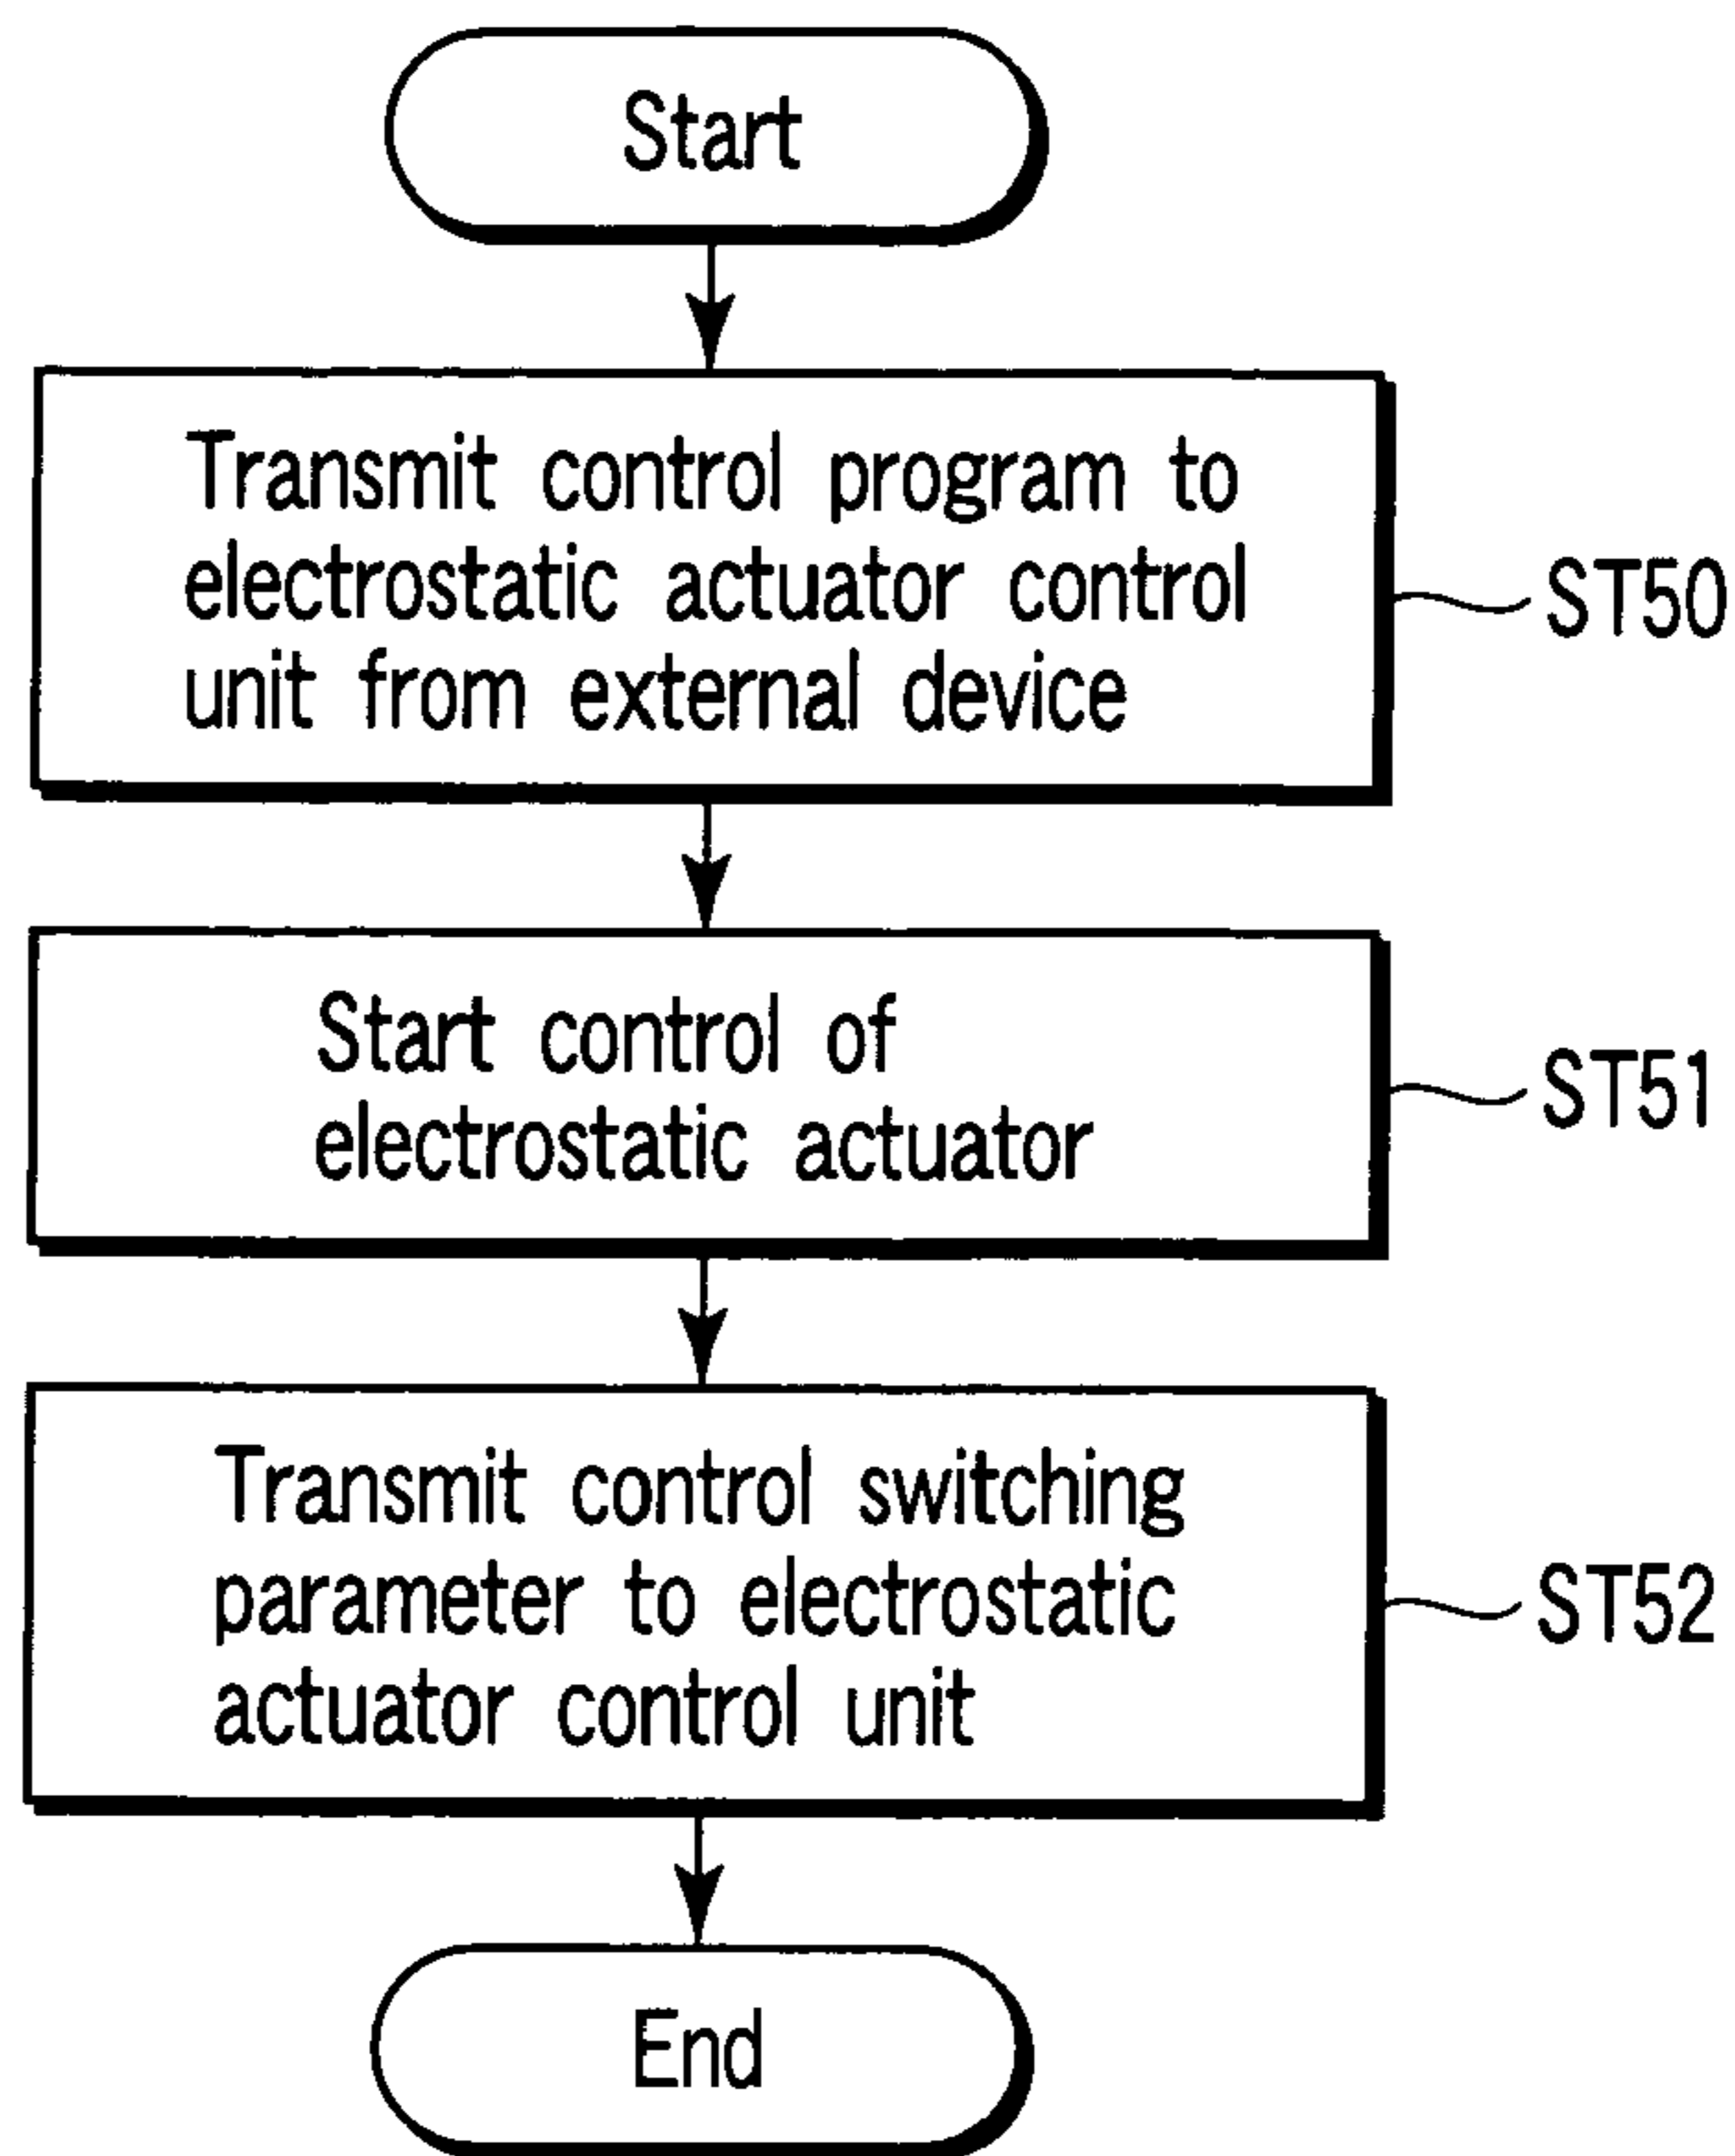 Start
Transmit control program to
electrostatic actuator control
unit from external device
ST50
Start control of
electrostatic actuator
ST51
Transmit control switching
parameter to electrostatic
actuator control unit
ST52
End